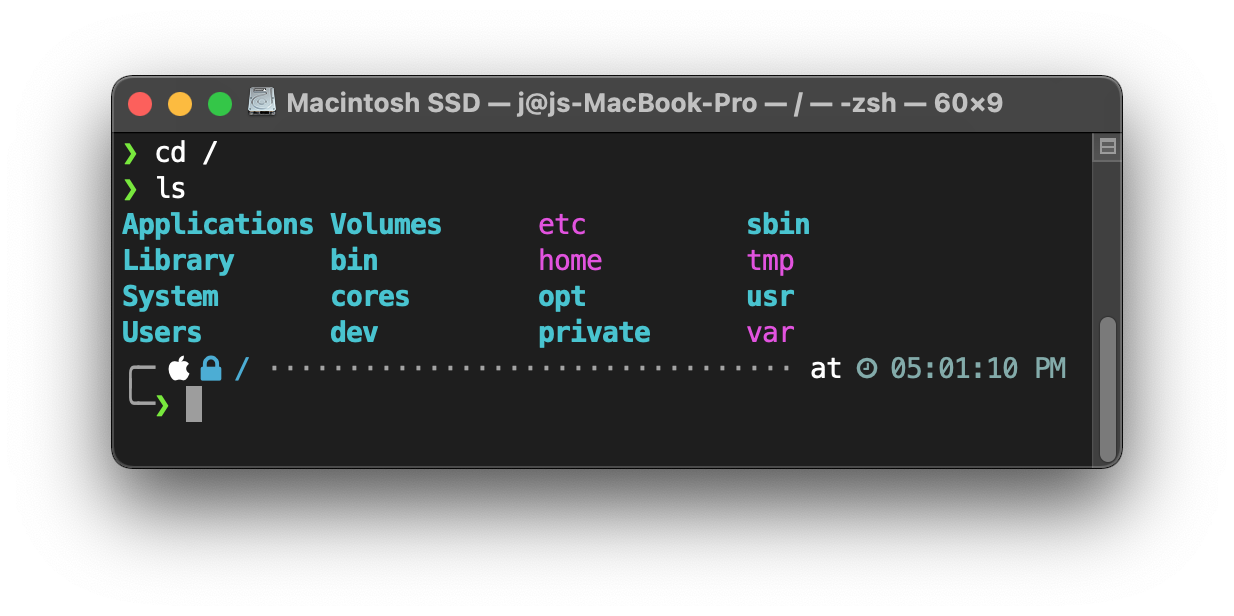 Macintosh SSD — j@js-MacBook-Pro — / — -zsh — 60×9
❯ cd /
❯ ls
Applications Volumes etc sbin
Library bin home tmp
System cores opt usr
Users dev private var
/ ································· at 05:01:10 PM
❯